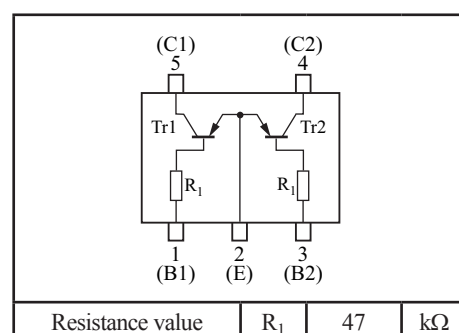 (C1) (C2)
5 4
Tr1 Tr2
R₁ R₁
1 2 3
(B1) (E) (B2)
Resistance value R₁ 47 kΩ